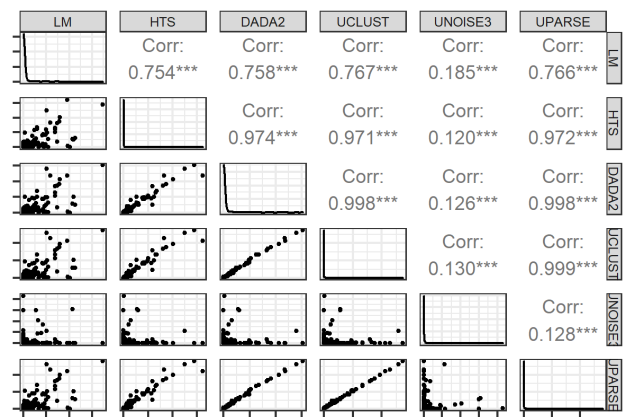 LM HTS DADA2 UCLUST UNOISE3 UPARSE
Corr: Corr: Corr: Corr: Corr:
0.754*** 0.758*** 0.767*** 0.185*** 0.766***
LM
Corr: Corr: Corr: Corr:
0.974*** 0.971*** 0.120*** 0.972***
HTS
Corr: Corr: Corr:
0.998*** 0.126*** 0.998***
DADA2
Corr: Corr:
0.130*** 0.999***
UCLUST
Corr:
0.128***
UNOISE3
UPARSE